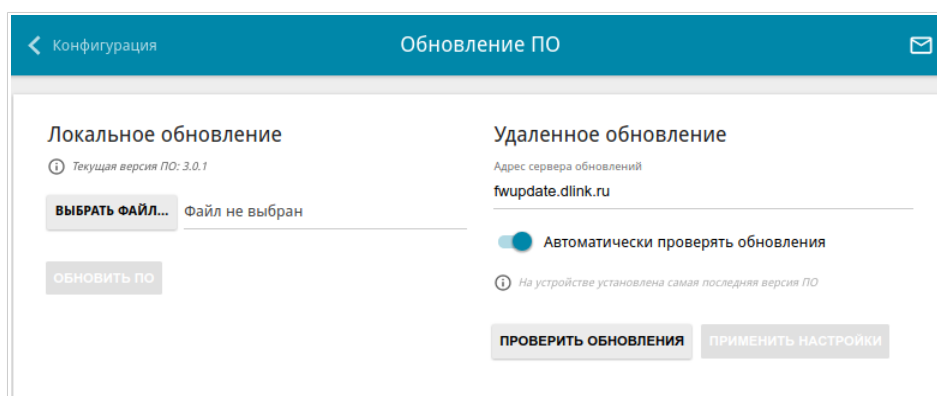 Конфигурация
Обновление ПО
Локальное обновление
Текущая версия ПО: 3.0.1
ВЫБРАТЬ ФАЙЛ... Файл не выбран
ОБНОВИТЬ ПО
Удаленное обновление
Адрес сервера обновлений
fwupdate.dlink.ru
Автоматически проверять обновления
На устройстве установлена самая последняя версия ПО
ПРОВЕРИТЬ ОБНОВЛЕНИЯ ПРИМЕНИТЬ НАСТРОЙКИ